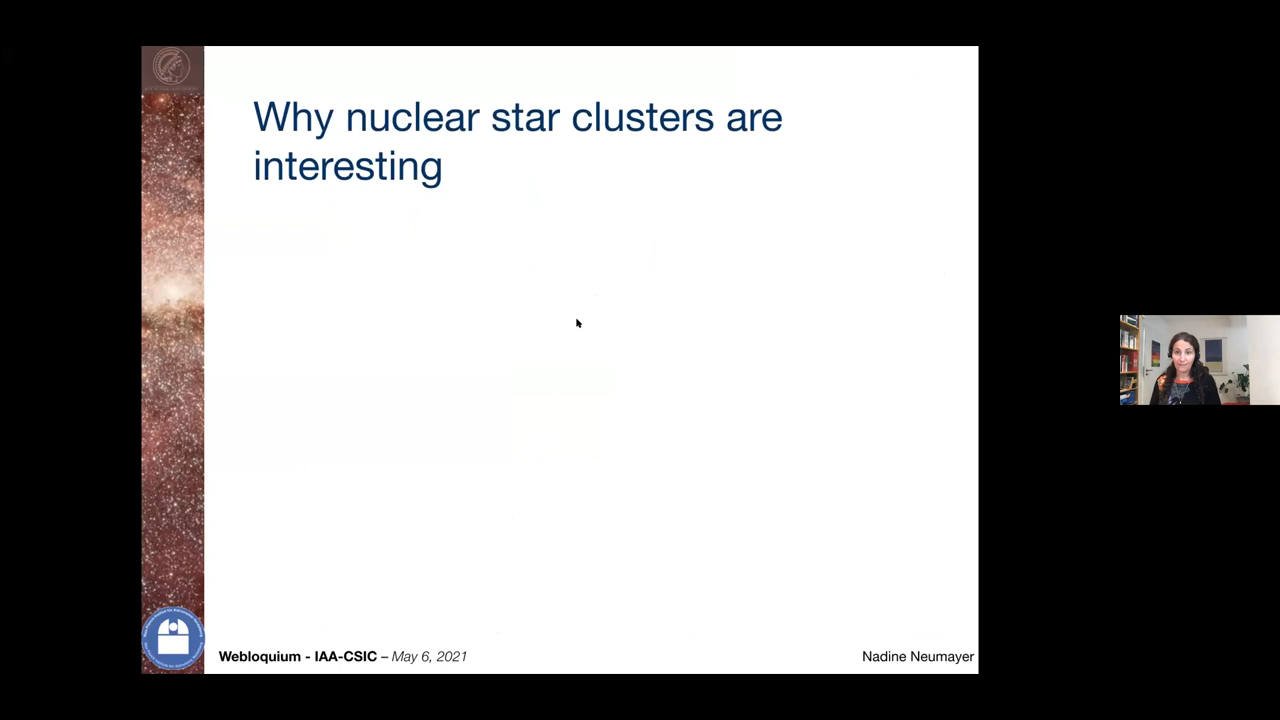 Why nuclear star clusters are
interesting
Webloquium - IAA-CSIC – May 6, 2021
Nadine Neumayer